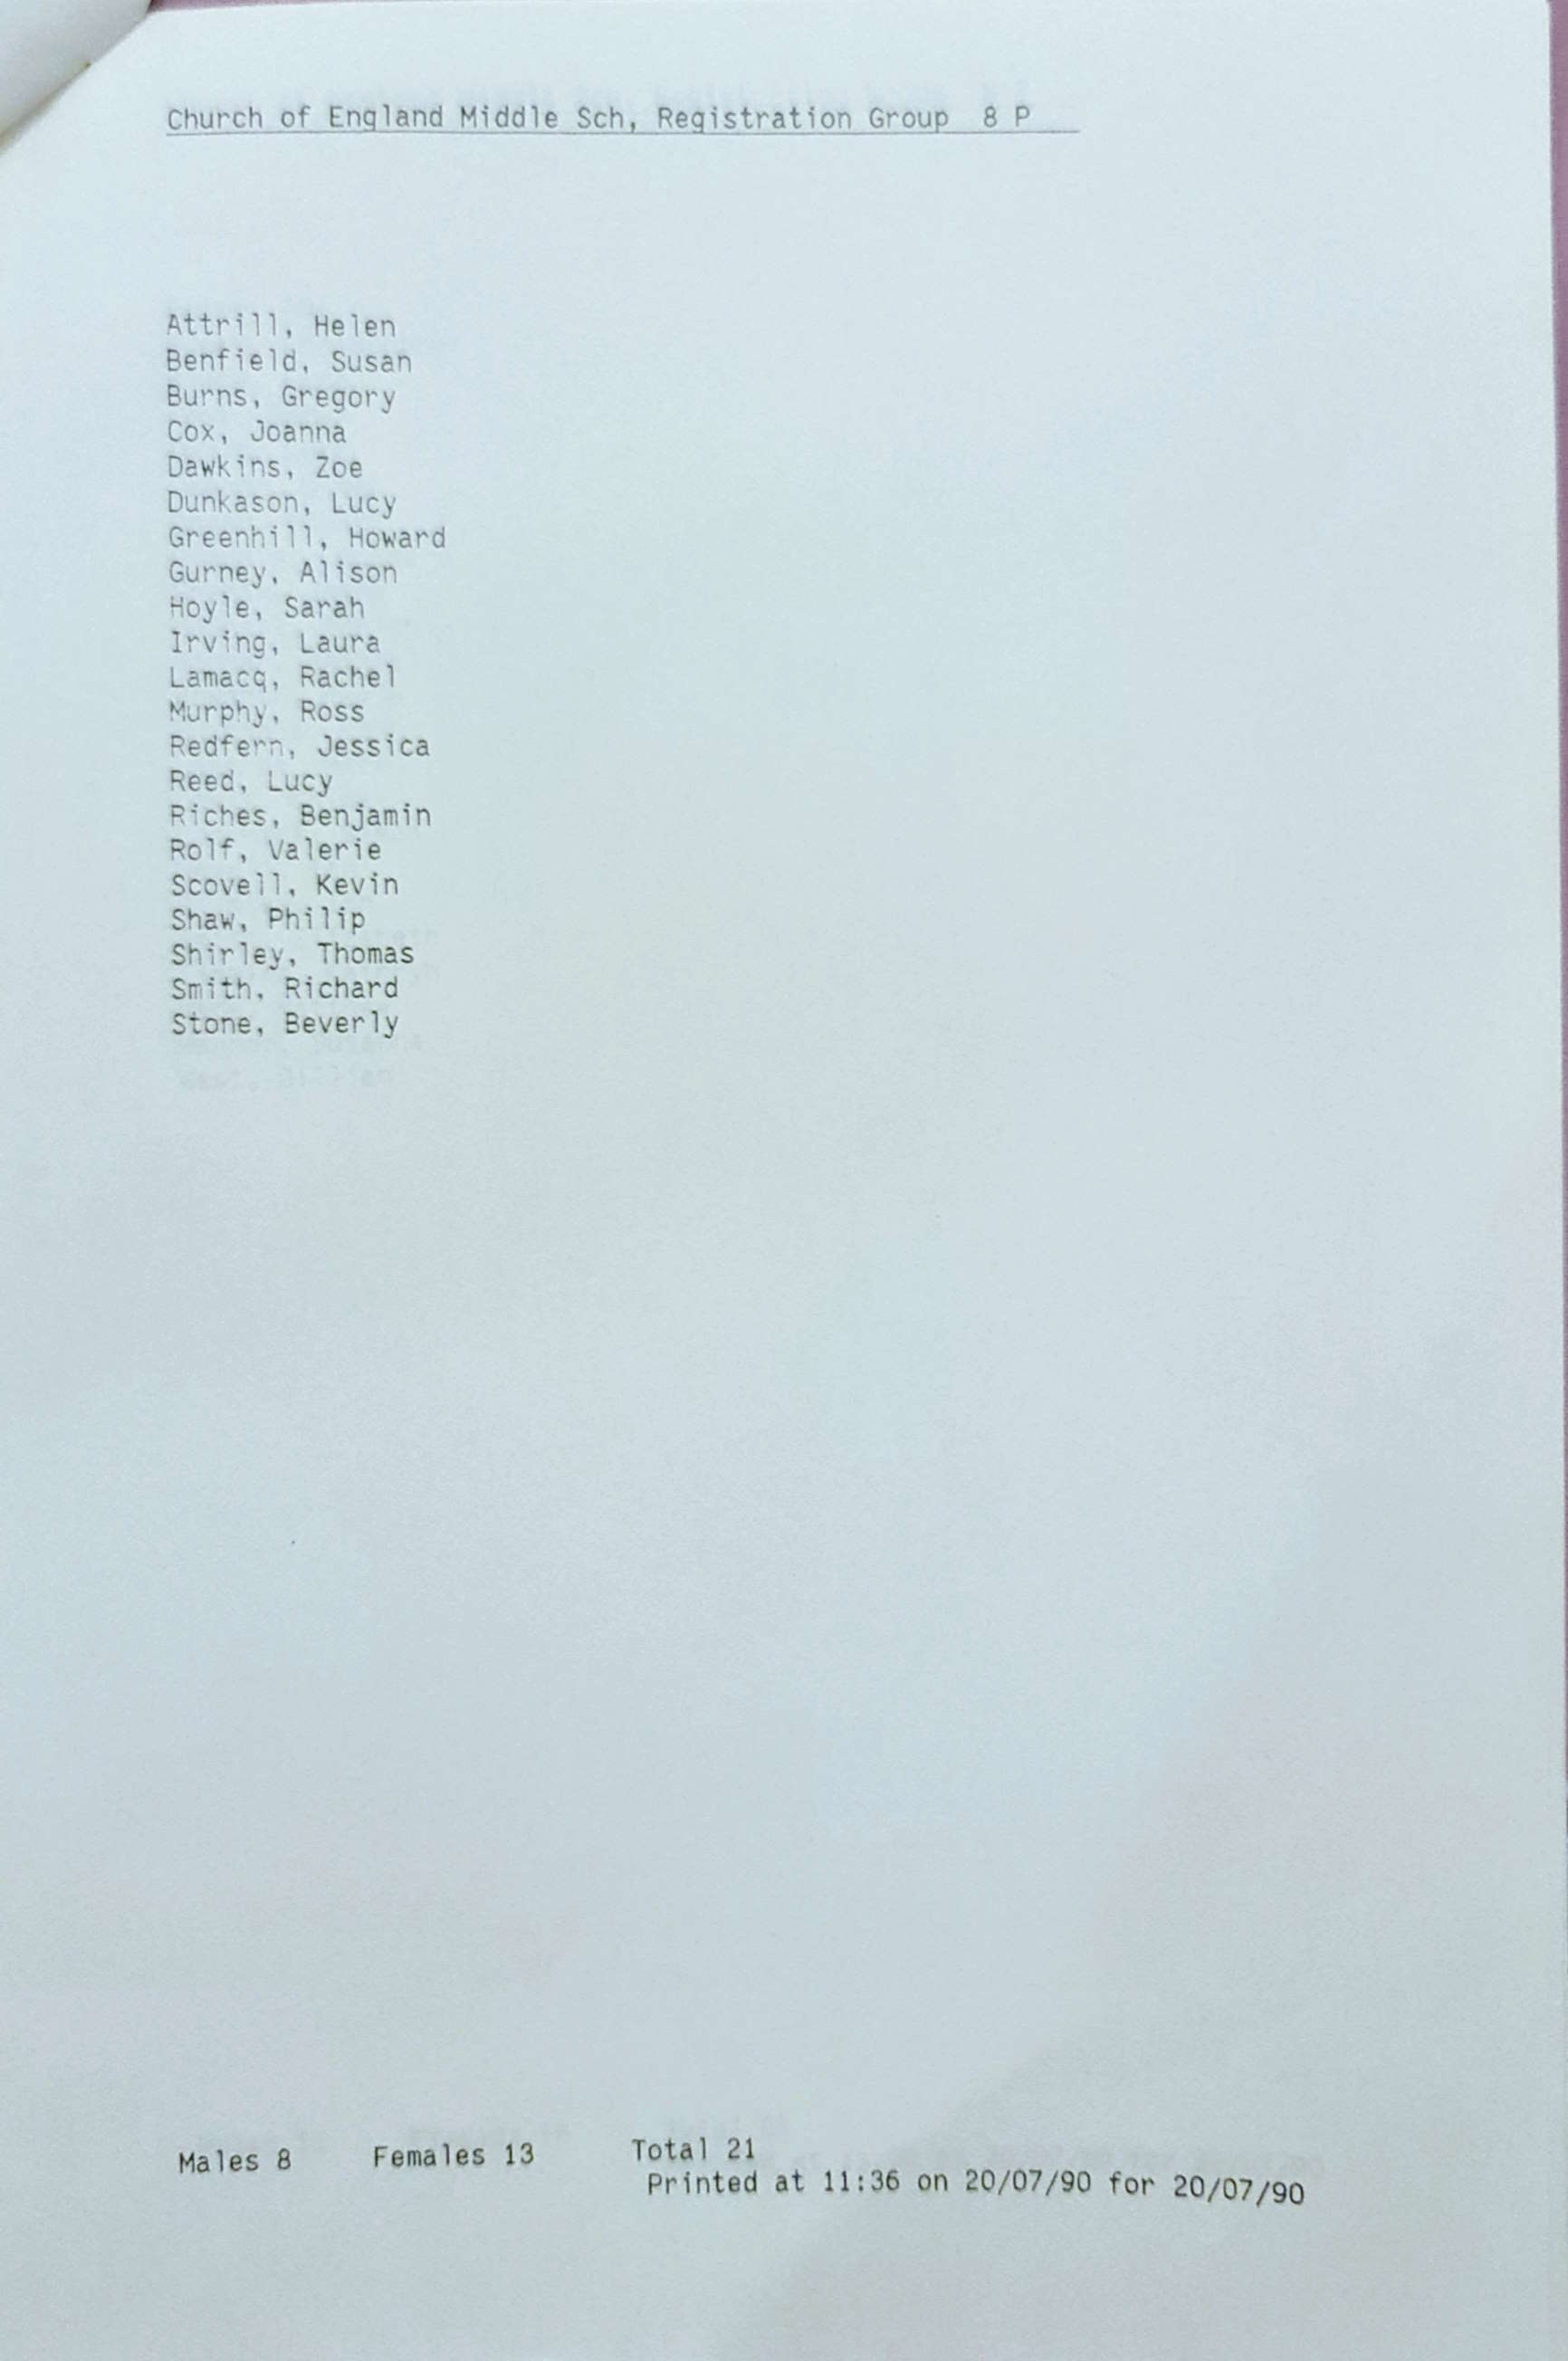 Church of England Middle Sch, Registration Group  8 P
Attrill, Helen
Benfield, Susan
Burns, Gregory
Cox, Joanna
Dawkins, Zoe
Dunkason, Lucy
Greenhill, Howard
Gurney, Alison
Hoyle, Sarah
Irving, Laura
Lamacq, Rachel
Murphy, Ross
Redfern, Jessica
Reed, Lucy
Riches, Benjamin
Rolf, Valerie
Scovell, Kevin
Shaw, Philip
Shirley, Thomas
Smith, Richard
Stone, Beverly
Males 8     Females 13     Total 21
Printed at 11:36 on 20/07/90 for 20/07/90